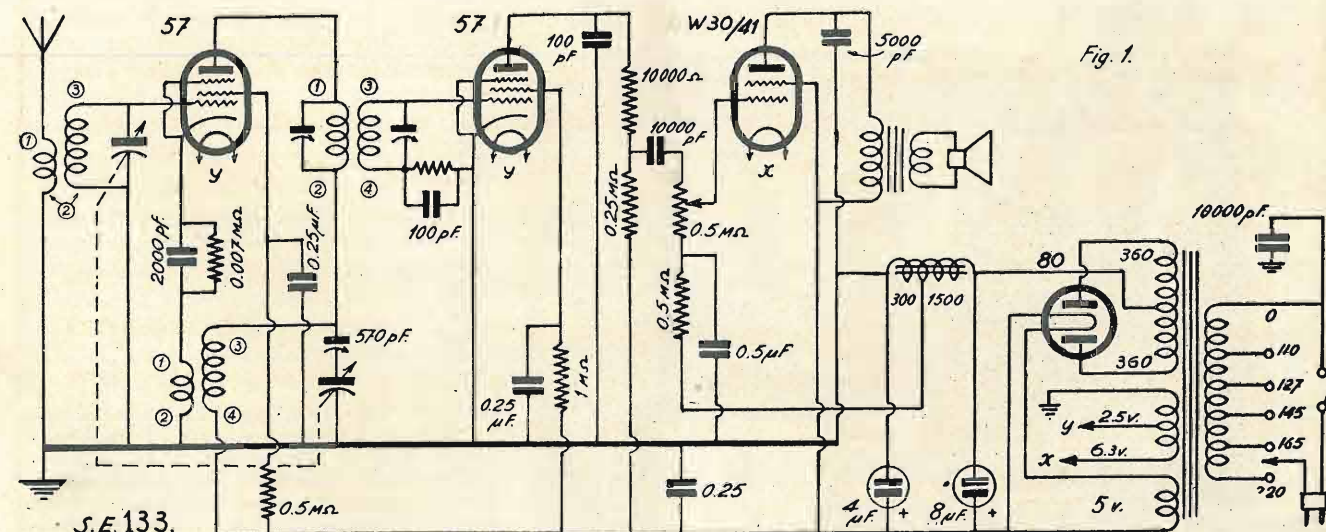 57
57
W30/41
Fig. 1.
100 pF
5000 pF
10000Ω
10000 pF
③
①
②
y
①
②
③
④
y
x
100 pF.
0.25 MΩ
0.5 MΩ
10000 pF.
2000 pF.
0.007 MΩ
0.25 µF
80
360
360
300
1500
0
110
127
145
165
220
570 pF.
①
②
③
④
0.5 MΩ
0.5 µF
0.25 µF.
1 MΩ
y
2.5 v.
x
6.3 v.
5 v.
0.25
4 µF.
+
8 µF.
+
0.5 MΩ
S.E. 133.